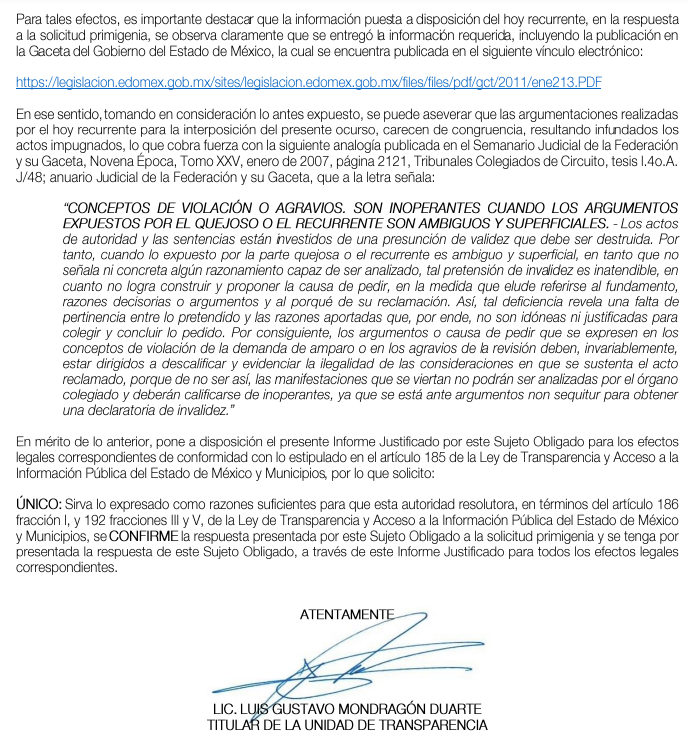 Para tales efectos, es importante destacar que la información puesta a disposición del hoy recurrente, en la respuesta
a la solicitud primigenia, se observa claramente que se entregó la información requerida, incluyendo la publicación en
la Gaceta del Gobierno del Estado de México, la cual se encuentra publicada en el siguiente vínculo electrónico:
https://legislacion.edomex.gob.mx/sites/legislacion.edomex.gob.mx/files/files/pdf/gct/2011/ene213.PDF
En ese sentido, tomando en consideración lo antes expuesto, se puede aseverar que las argumentaciones realizadas
por el hoy recurrente para la interposición del presente ocurso, carecen de congruencia, resultando infundados los
actos impugnados, lo que cobra fuerza con la siguiente analogía publicada en el Semanario Judicial de la Federación
y su Gaceta, Novena Época, Tomo XXV, enero de 2007, página 2121, Tribunales Colegiados de Circuito, tesis I.4o.A.
J/48; anuario Judicial de la Federación y su Gaceta, que a la letra señala:
"CONCEPTOS DE VIOLACIÓN O AGRAVIOS. SON INOPERANTES CUANDO LOS ARGUMENTOS
EXPUESTOS POR EL QUEJOSO O EL RECURRENTE SON AMBIGUOS Y SUPERFICIALES. - Los actos
de autoridad y las sentencias están investidos de una presunción de validez que debe ser destruida. Por
tanto, cuando lo expuesto por la parte quejosa o el recurrente es ambiguo y superficial, en tanto que no
señala ni concreta algún razonamiento capaz de ser analizado, tal pretensión de invalidez es inatendible, en
cuanto no logra construir y proponer la causa de pedir, en la medida que elude referirse al fundamento,
razones decisorias o argumentos y al porqué de su reclamación. Así, tal deficiencia revela una falta de
pertinencia entre lo pretendido y las razones aportadas que, por ende, no son idóneas ni justificadas para
colegir y concluir lo pedido. Por consiguiente, los argumentos o causa de pedir que se expresen en los
conceptos de violación de la demanda de amparo o en los agravios de la revisión deben, invariablemente,
estar dirigidos a descalificar y evidenciar la ilegalidad de las consideraciones en que se sustenta el acto
reclamado, porque de no ser así, las manifestaciones que se viertan no podrán ser analizadas por el órgano
colegiado y deberán calificarse de inoperantes, ya que se está ante argumentos non sequitur para obtener
una declaratoria de invalidez."
En mérito de lo anterior, pone a disposición el presente Informe Justificado por este Sujeto Obligado para los efectos
legales correspondientes de conformidad con lo estipulado en el artículo 185 de la Ley de Transparencia y Acceso a la
Información Pública del Estado de México y Municipios, por lo que solicito:
ÚNICO: Sirva lo expresado como razones suficientes para que esta autoridad resolutora, en términos del artículo 186
fracción I, y 192 fracciones III y V, de la Ley de Transparencia y Acceso a la Información Pública del Estado de México
y Municipios, se CONFIRME la respuesta presentada por este Sujeto Obligado a la solicitud primigenia y se tenga por
presentada la respuesta de este Sujeto Obligado, a través de este Informe Justificado para todos los efectos legales
correspondientes.
ATENTAMENTE
LIC. LUIS GUSTAVO MONDRAGÓN DUARTE
TITULAR DE LA UNIDAD DE TRANSPARENCIA